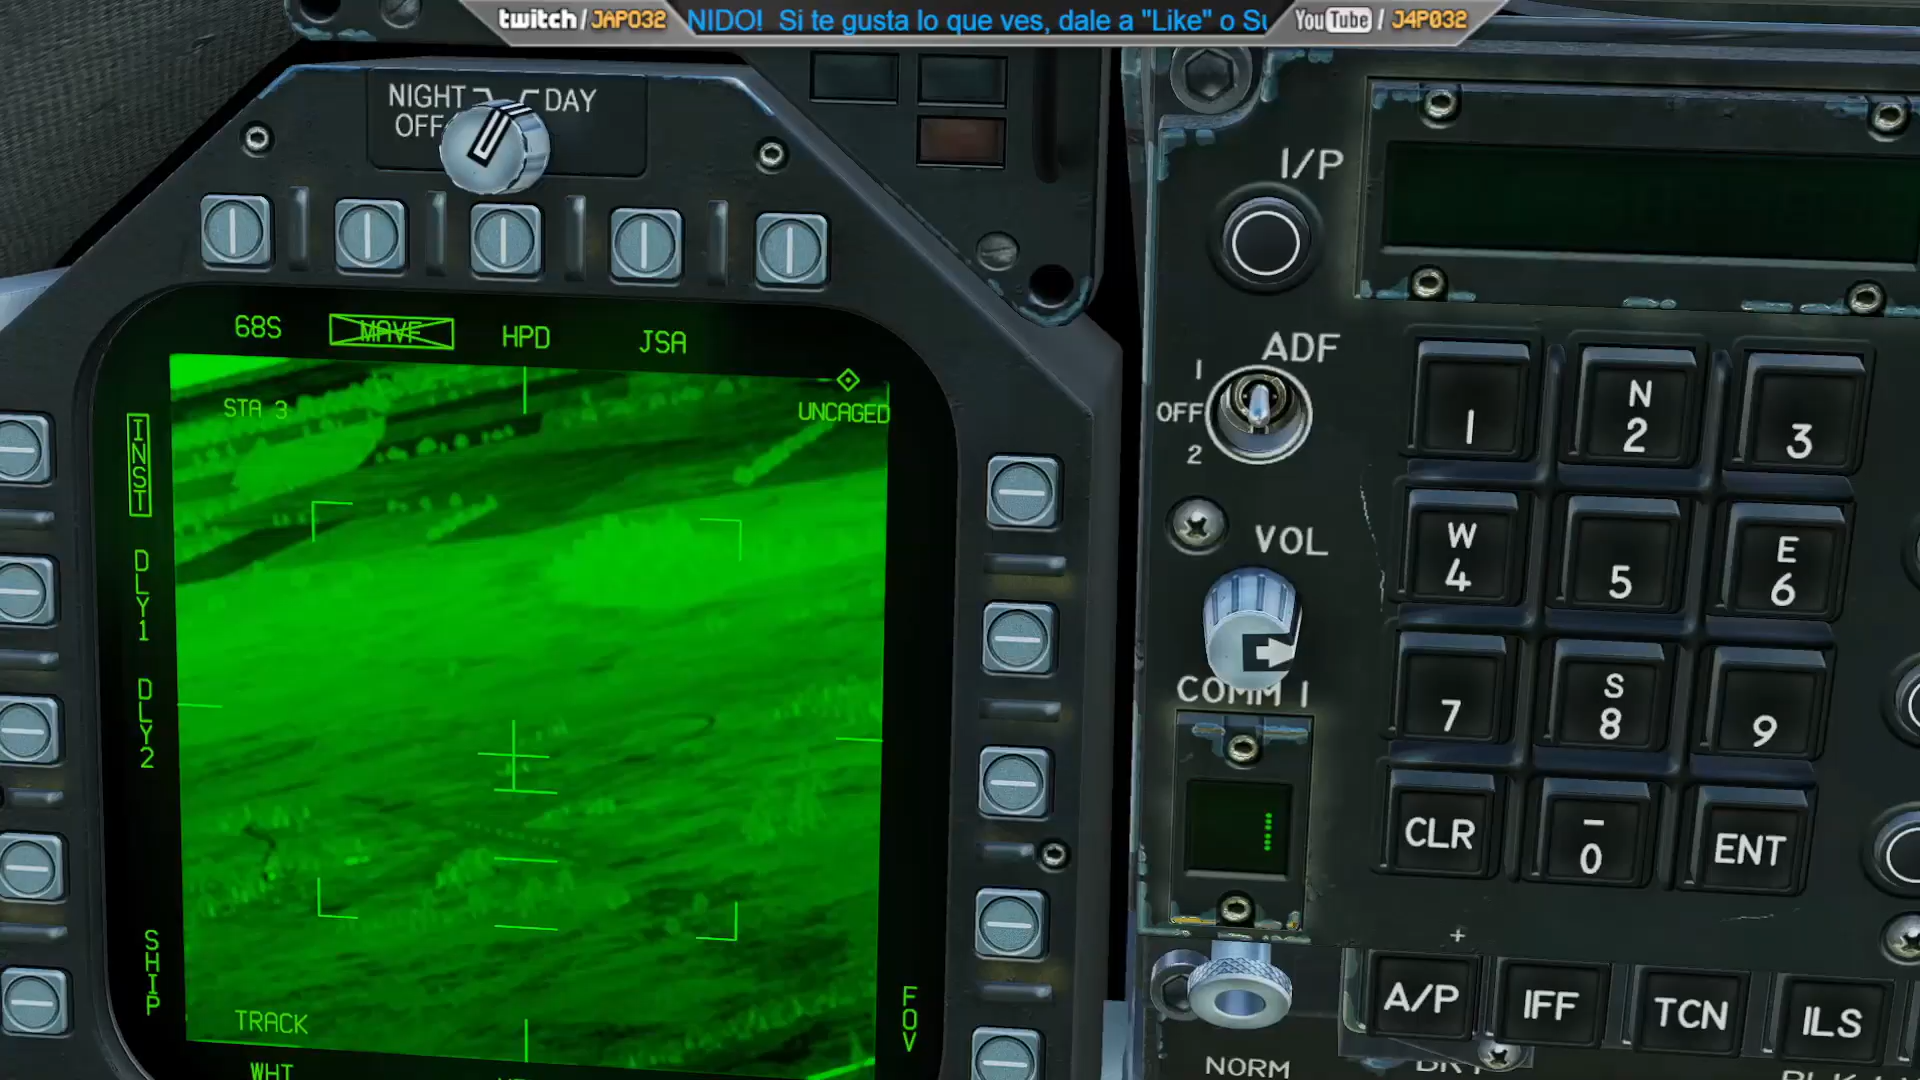 twitch / JAPO32
NIDO! Si te gusta lo que ves, dale a "Like" o Su
YouTube / J4P032
NIGHT DAY
OFF
68S MAVF HPD JSA
STA 3
UNCAGED
INST
DLY1
DLY2
SHIP
TRACK
FOV
WHT
I/P
ADF
1
OFF
2
VOL
COMM 1
1
N 2
3
W 4
5
E 6
7
S 8
9
CLR
– 0
ENT
A/P IFF TCN ILS
NORM